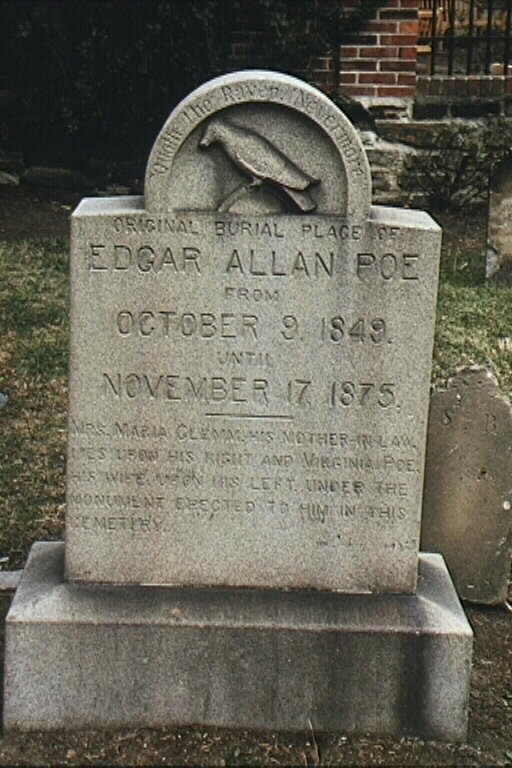 Quoth the Raven, Nevermore
ORIGINAL BURIAL PLACE OF
EDGAR ALLAN POE
FROM
OCTOBER 9, 1849.
UNTIL
NOVEMBER 17, 1875.
MRS. MARIA CLEMM, HIS MOTHER-IN-LAW,
LIES UPON HIS RIGHT AND VIRGINIA POE,
HIS WIFE, UPON HIS LEFT, UNDER THE
MONUMENT ERECTED TO HIM IN THIS
CEMETERY.
S B